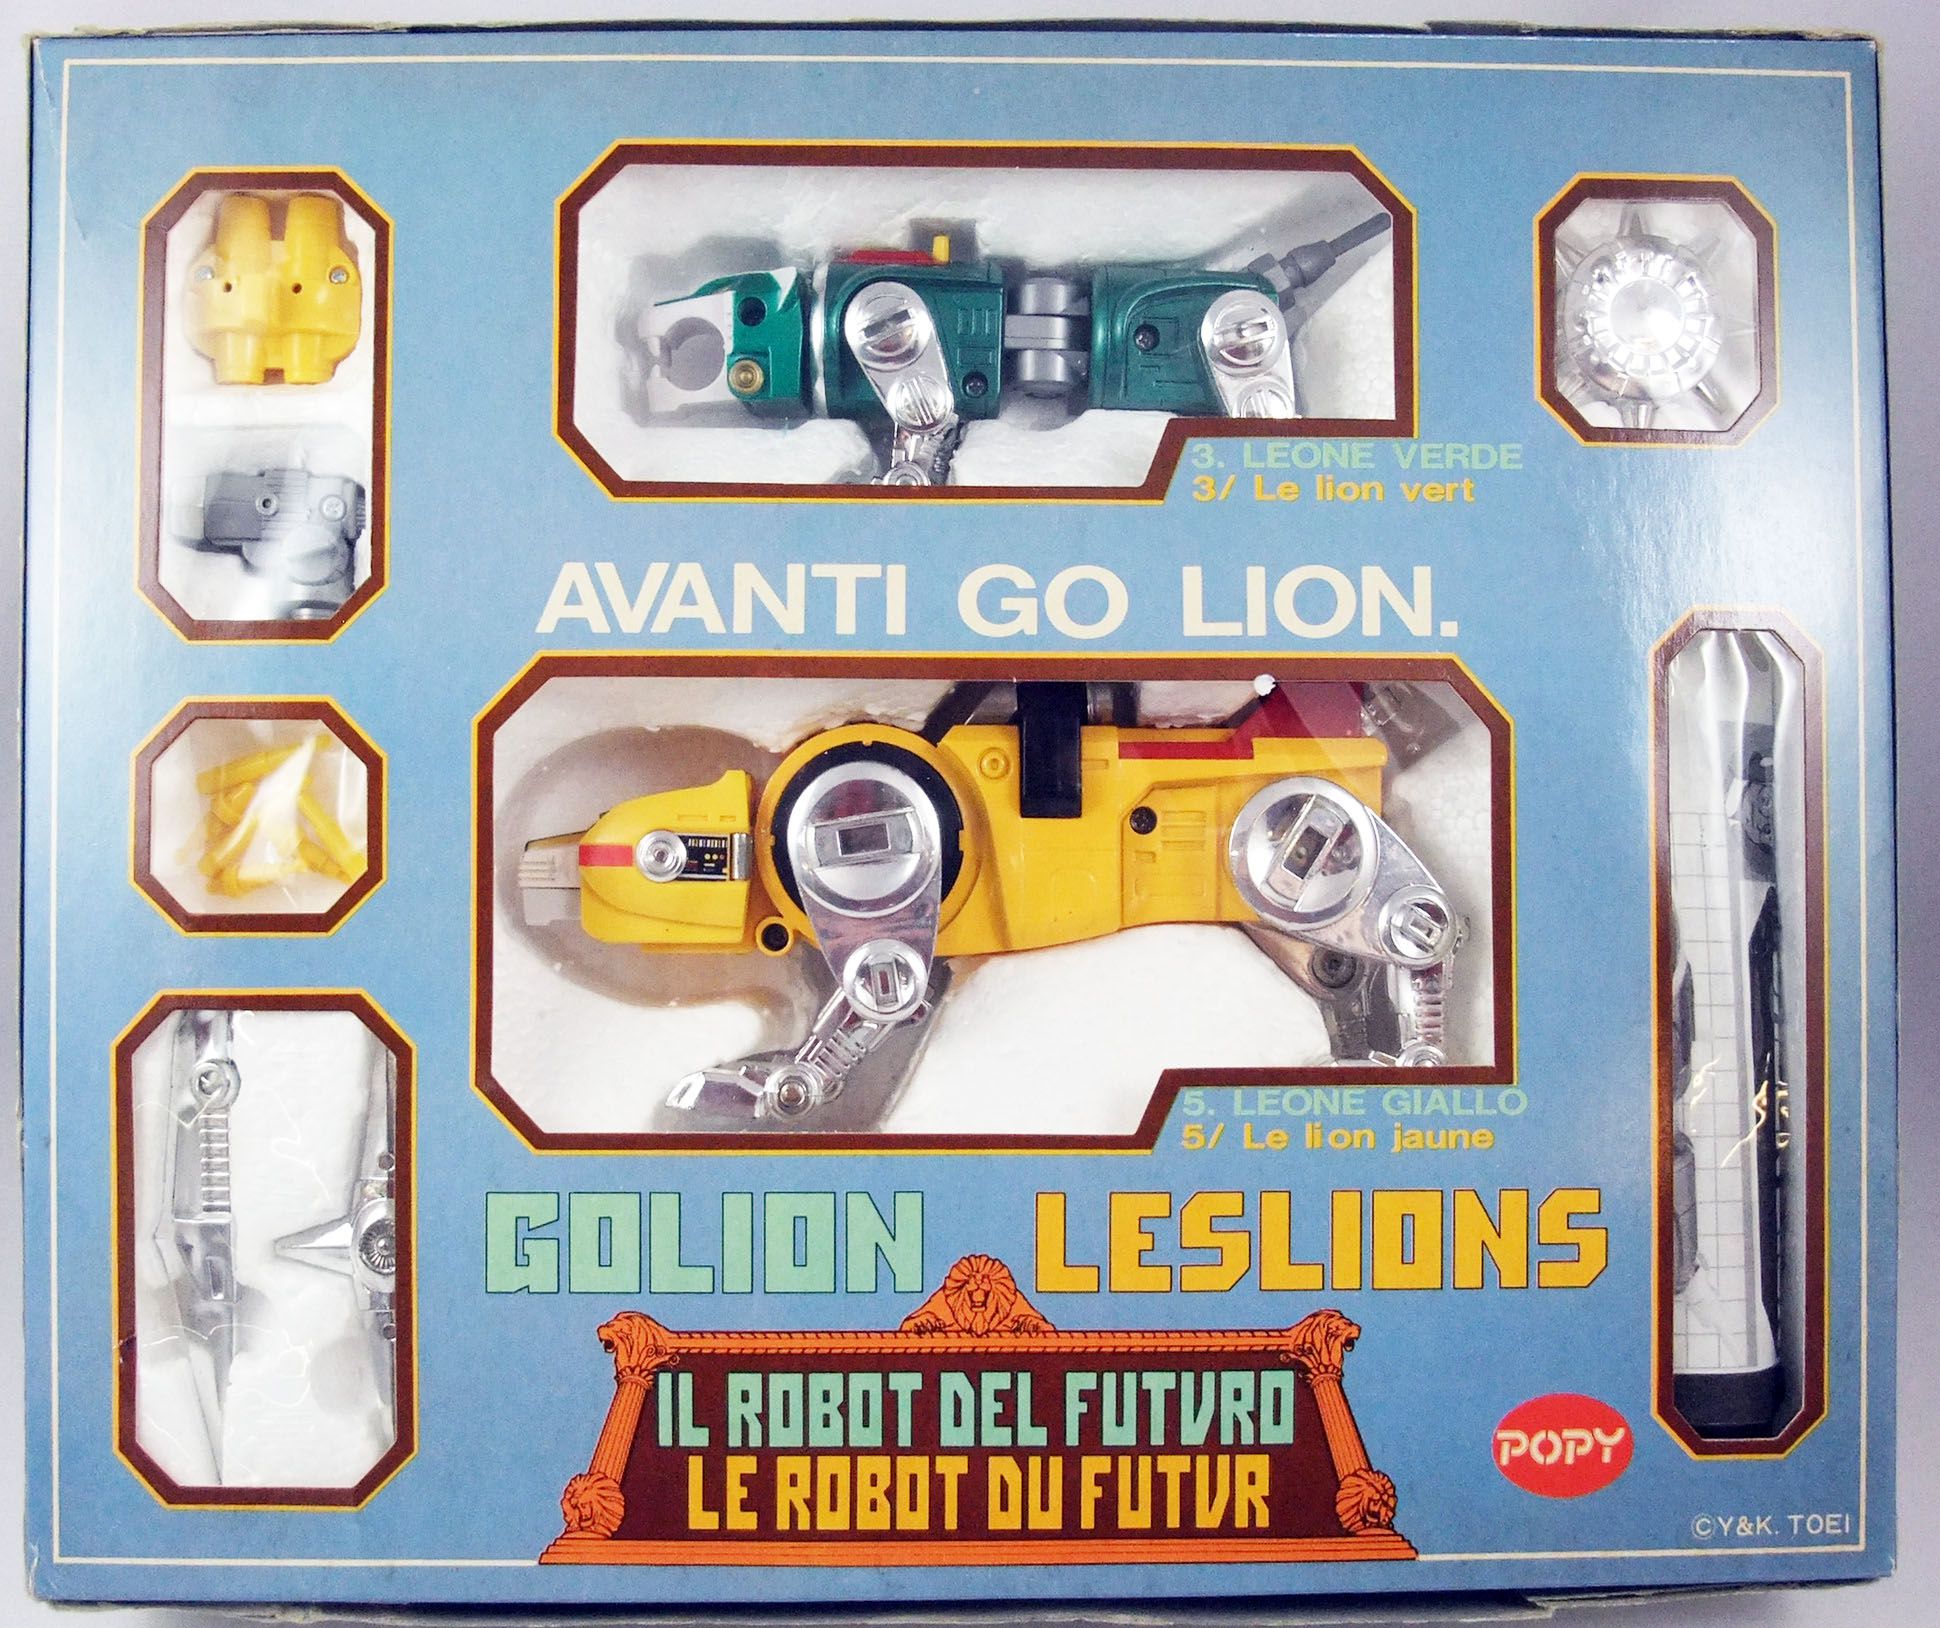 3. LEONE VERDE
3/ Le lion vert
AVANTI GO LION.
5. LEONE GIALLO
5/ Le lion jaune
GOLION LESLIONS
IL ROBOT DEL FUTVRO
LE ROBOT DU FUTVR
POPY
©Y&K. TOEI